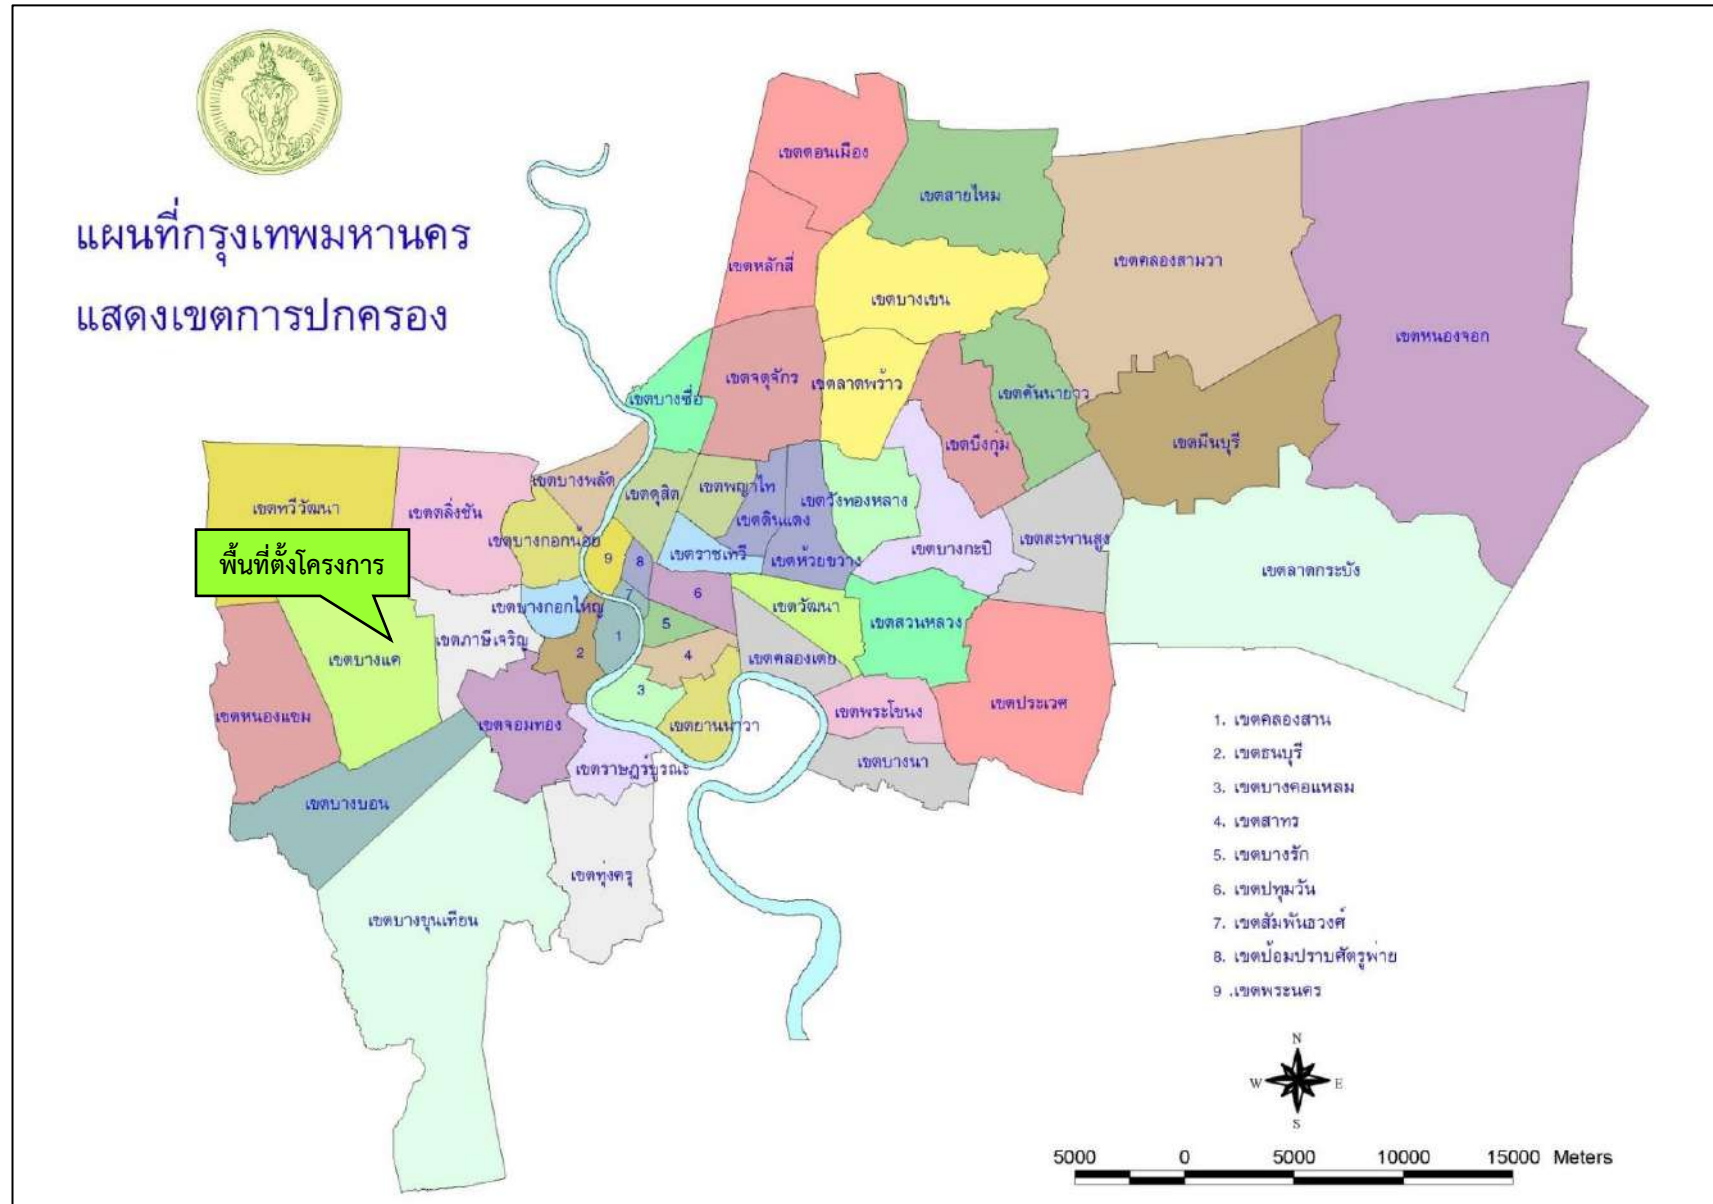 กรุงเทพ มหานคร
แผนที่กรุงเทพมหานคร
แสดงเขตการปกครอง
เขตดอนเมือง
เขตสายไหม
เขตหลักสี่
เขตคลองสามวา
เขตบางเขน
เขตหนองจอก
เขตจตุจักร
เขตลาดพร้าว
เขตบางซื่อ
เขตคันนายาว
เขตบึงกุ่ม
เขตมีนบุรี
เขตบางพลัด
เขตดุสิต
เขตพญาไท
เขตวังทองหลาง
เขตทวีวัฒนา
เขตตลิ่งชัน
เขตดินแดง
เขตบางกอกน้อย
เขตราชเทวี
เขตห้วยขวาง
เขตบางกะปิ
เขตสะพานสูง
เขตลาดกระบัง
พื้นที่ตั้งโครงการ
9
8
7
6
5
1
2
4
3
เขตบางกอกใหญ่
เขตวัฒนา
เขตสวนหลวง
เขตภาษีเจริญ
เขตบางแค
เขตคลองเตย
เขตหนองแขม
เขตจอมทอง
เขตยานนาวา
เขตพระโขนง
เขตประเวศ
เขตราษฎร์บูรณะ
เขตบางนา
เขตบางบอน
เขตทุ่งครุ
เขตบางขุนเทียน
1. เขตคลองสาน
2. เขตธนบุรี
3. เขตบางคอแหลม
4. เขตสาทร
5. เขตบางรัก
6. เขตปทุมวัน
7. เขตสัมพันธวงศ์
8. เขตป้อมปราบศัตรูพ่าย
9 .เขตพระนคร
N
W E
S
5000 0 5000 10000 15000 Meters